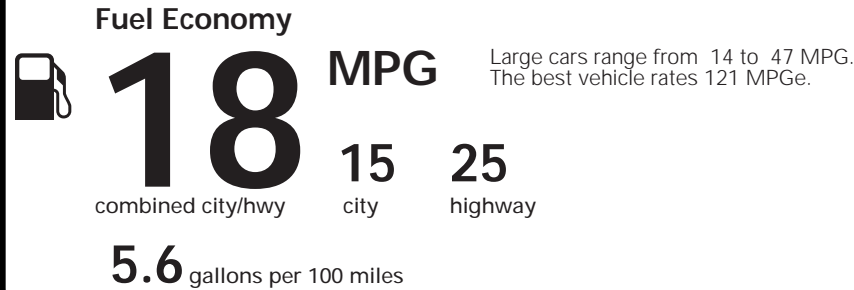 Fuel Economy
18 MPG
Large cars range from 14 to 47 MPG.
The best vehicle rates 121 MPGe.
15 25
combined city/hwy city highway
5.6 gallons per 100 miles